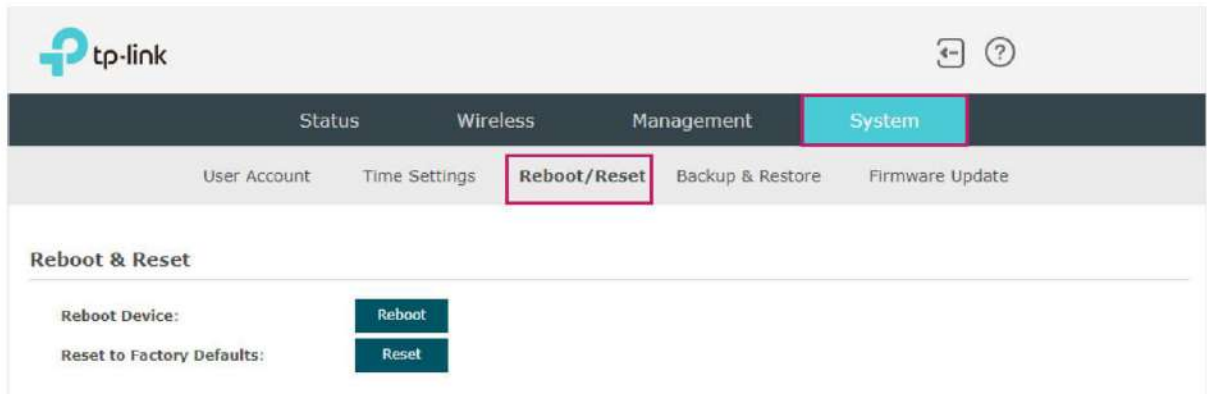 tp-link
Status Wireless Management System
User Account Time Settings Reboot/Reset Backup & Restore Firmware Update
Reboot & Reset
Reboot Device: Reboot
Reset to Factory Defaults: Reset